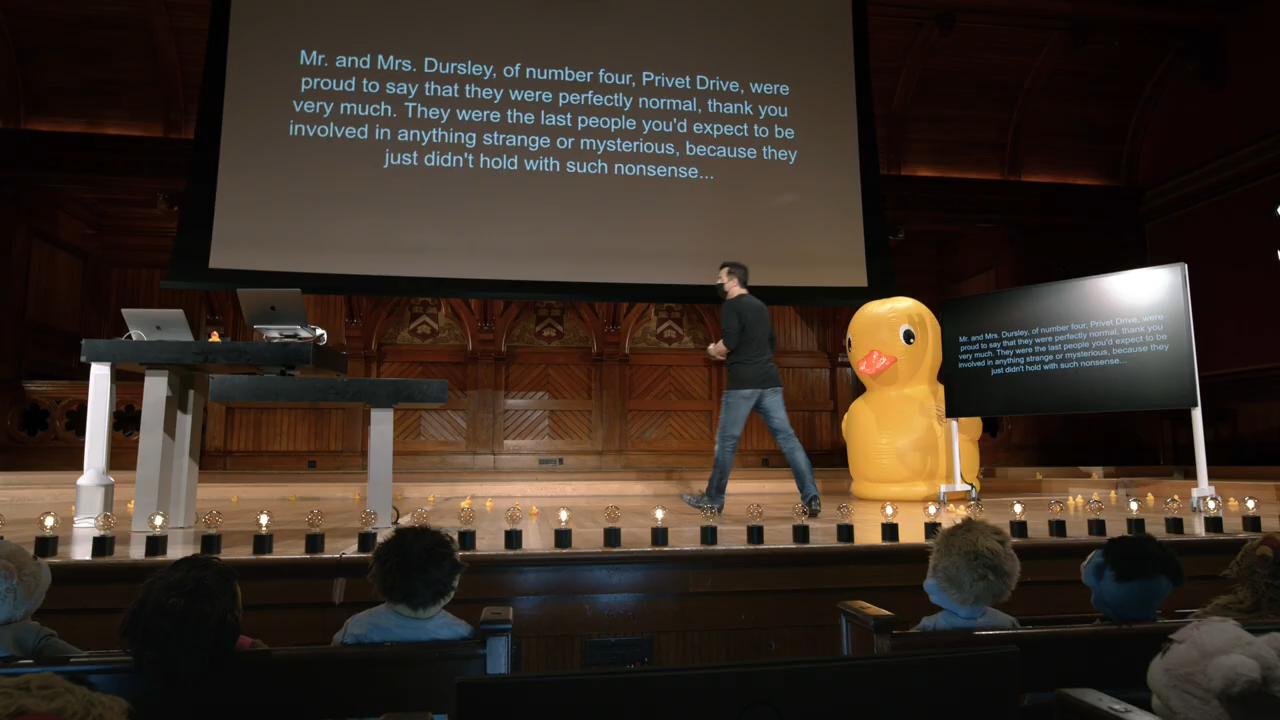 Mr. and Mrs. Dursley, of number four, Privet Drive, were
proud to say that they were perfectly normal, thank you
very much. They were the last people you'd expect to be
involved in anything strange or mysterious, because they
just didn't hold with such nonsense...
Mr. and Mrs. Dursley, of number four, Privet Drive, were
proud to say that they were perfectly normal, thank you
very much. They were the last people you'd expect to be
involved in anything strange or mysterious, because they
just didn't hold with such nonsense...